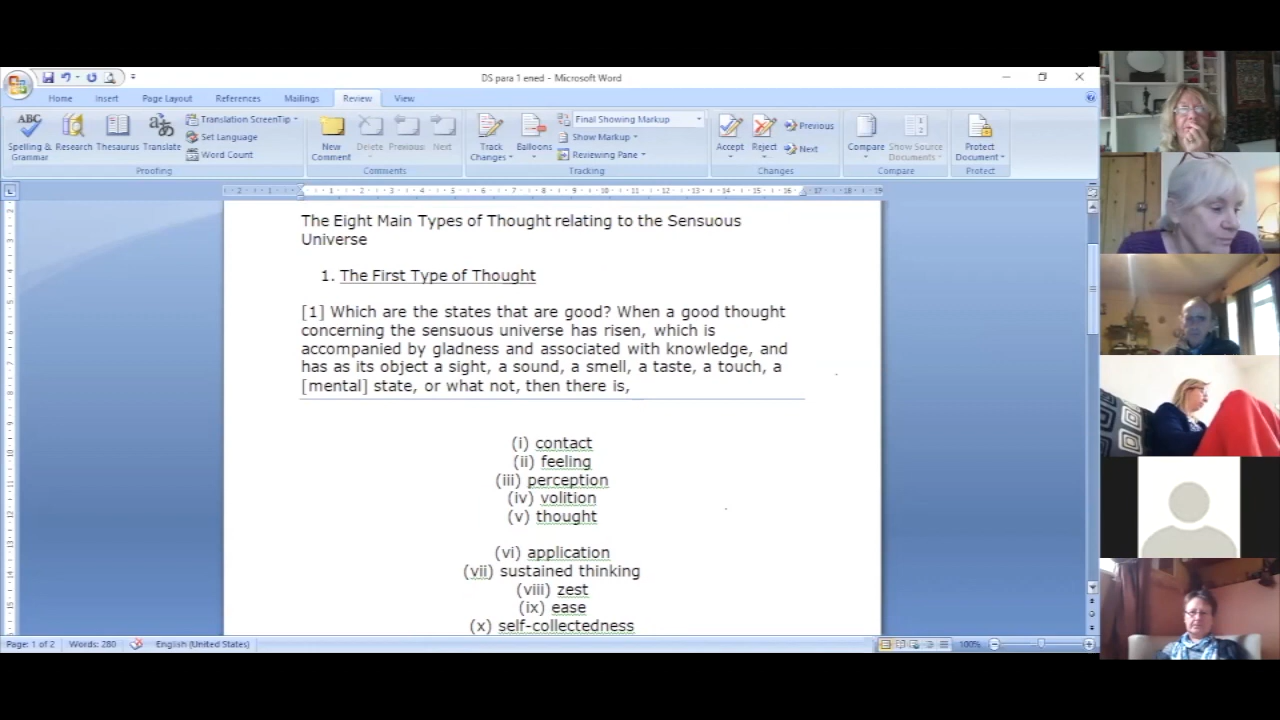 DS para 1 ened - Microsoft Word
Home Insert Page Layout References Mailings Review View
ABC Spelling & Grammar
Research
Thesaurus
Translate
Translation ScreenTip
Set Language
Word Count
Proofing
New Comment
Delete
Previous
Next
Comments
Track Changes
Balloons
Final Showing Markup
Show Markup
Reviewing Pane
Tracking
Accept
Reject
Previous
Next
Changes
Compare
Show Source Documents
Compare
Protect Document
Protect
The Eight Main Types of Thought relating to the Sensuous
Universe
1. The First Type of Thought
[1] Which are the states that are good? When a good thought
concerning the sensuous universe has risen, which is
accompanied by gladness and associated with knowledge, and
has as its object a sight, a sound, a smell, a taste, a touch, a
[mental] state, or what not, then there is,
(i) contact
(ii) feeling
(iii) perception
(iv) volition
(v) thought
(vi) application
(vii) sustained thinking
(viii) zest
(ix) ease
(x) self-collectedness
Page: 1 of 2 Words: 280 English (United States) 100%